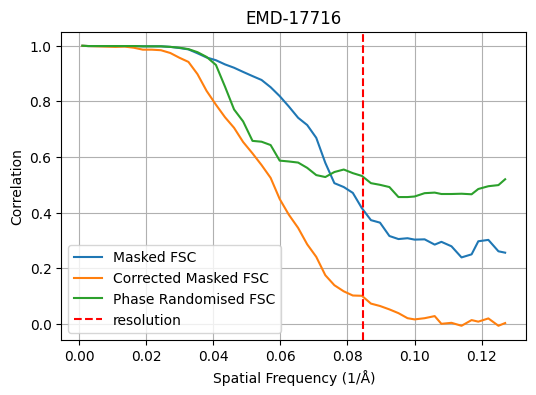 EMD-17716
1.0
0.8
0.6
0.4
0.2
0.0
Correlation
Masked FSC
Corrected Masked FSC
Phase Randomised FSC
resolution
0.00 0.02 0.04 0.06 0.08 0.10 0.12
Spatial Frequency (1/Å)